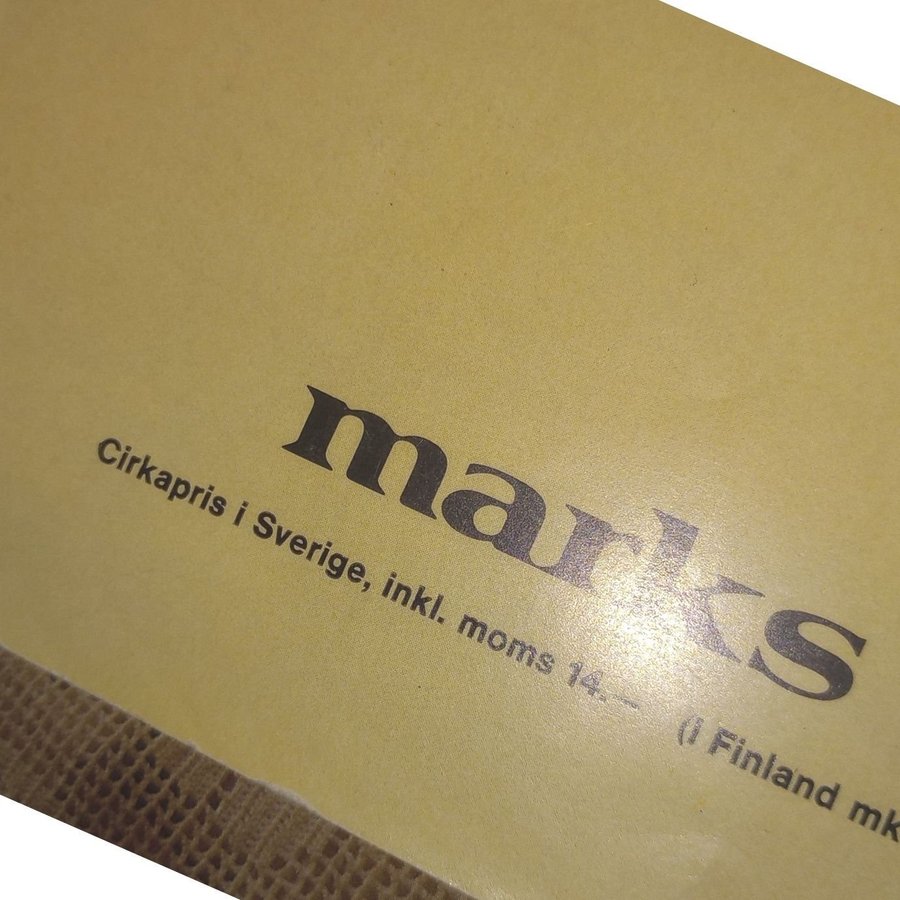 marks
Cirkapris i Sverige, inkl. moms 14.— (i Finland mk